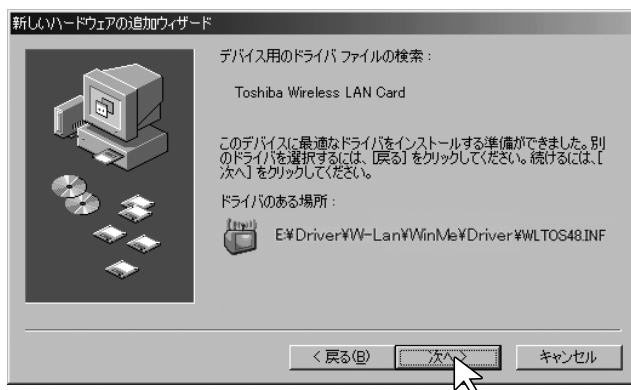 新しいハードウェアの追加ウィザード
デバイス用のドライバ ファイルの検索 :
Toshiba Wireless LAN Card
このデバイスに最適なドライバをインストールする準備ができました。別
のドライバを選択するには、[戻る] をクリックしてください。続けるには、[
次へ] をクリックしてください。
ドライバのある場所 :
E:¥Driver¥W-Lan¥WinMe¥Driver¥WLTOS48.INF
< 戻る(B)
次へ >
キャンセル